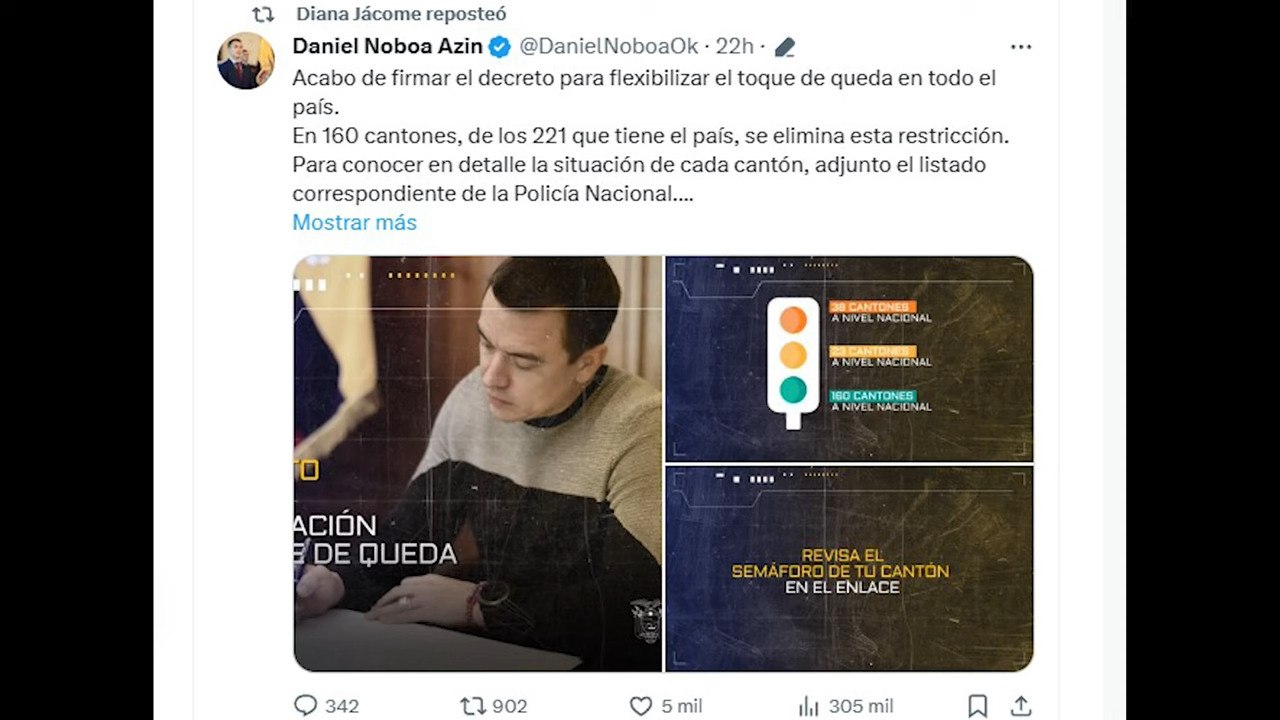 Diana Jácome reposteó
Daniel Noboa Azin @DanielNoboaOk · 22h ·
Acabo de firmar el decreto para flexibilizar el toque de queda en todo el
país.
En 160 cantones, de los 221 que tiene el país, se elimina esta restricción.
Para conocer en detalle la situación de cada cantón, adjunto el listado
correspondiente de la Policía Nacional....
Mostrar más
TO
ACIÓN
E DE QUEDA
38 CANTONES
A NIVEL NACIONAL
23 CANTONES
A NIVEL NACIONAL
160 CANTONES
A NIVEL NACIONAL
REVISA EL
SEMÁFORO DE TU CANTÓN
EN EL ENLACE
342 902 5 mil 305 mil